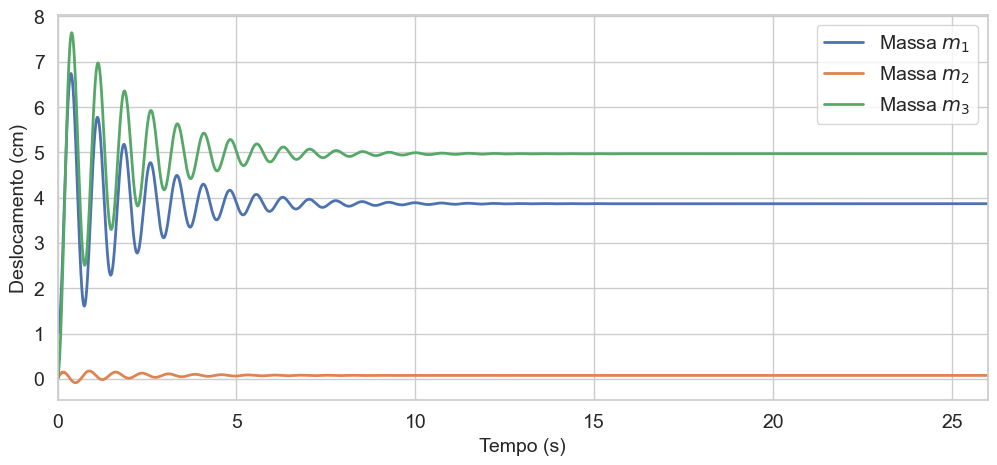 8
7
6
5
4
3
2
1
0
Deslocamento (cm)
Massa m₁
Massa m₂
Massa m₃
0 5 10 15 20 25
Tempo (s)